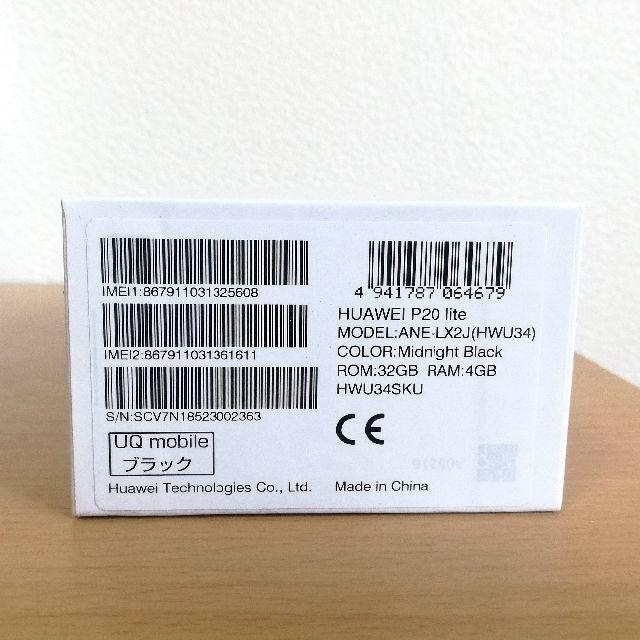 IMEI1:867911031325608
IMEI2:867911031361611
S/N:SCV7N18523002363
UQ mobile
ブラック
Huawei Technologies Co., Ltd.
4 941787 064679
HUAWEI P20 lite
MODEL:ANE-LX2J(HWU34)
COLOR:Midnight Black
ROM:32GB RAM:4GB
HWU34SKU
CE
Made in China